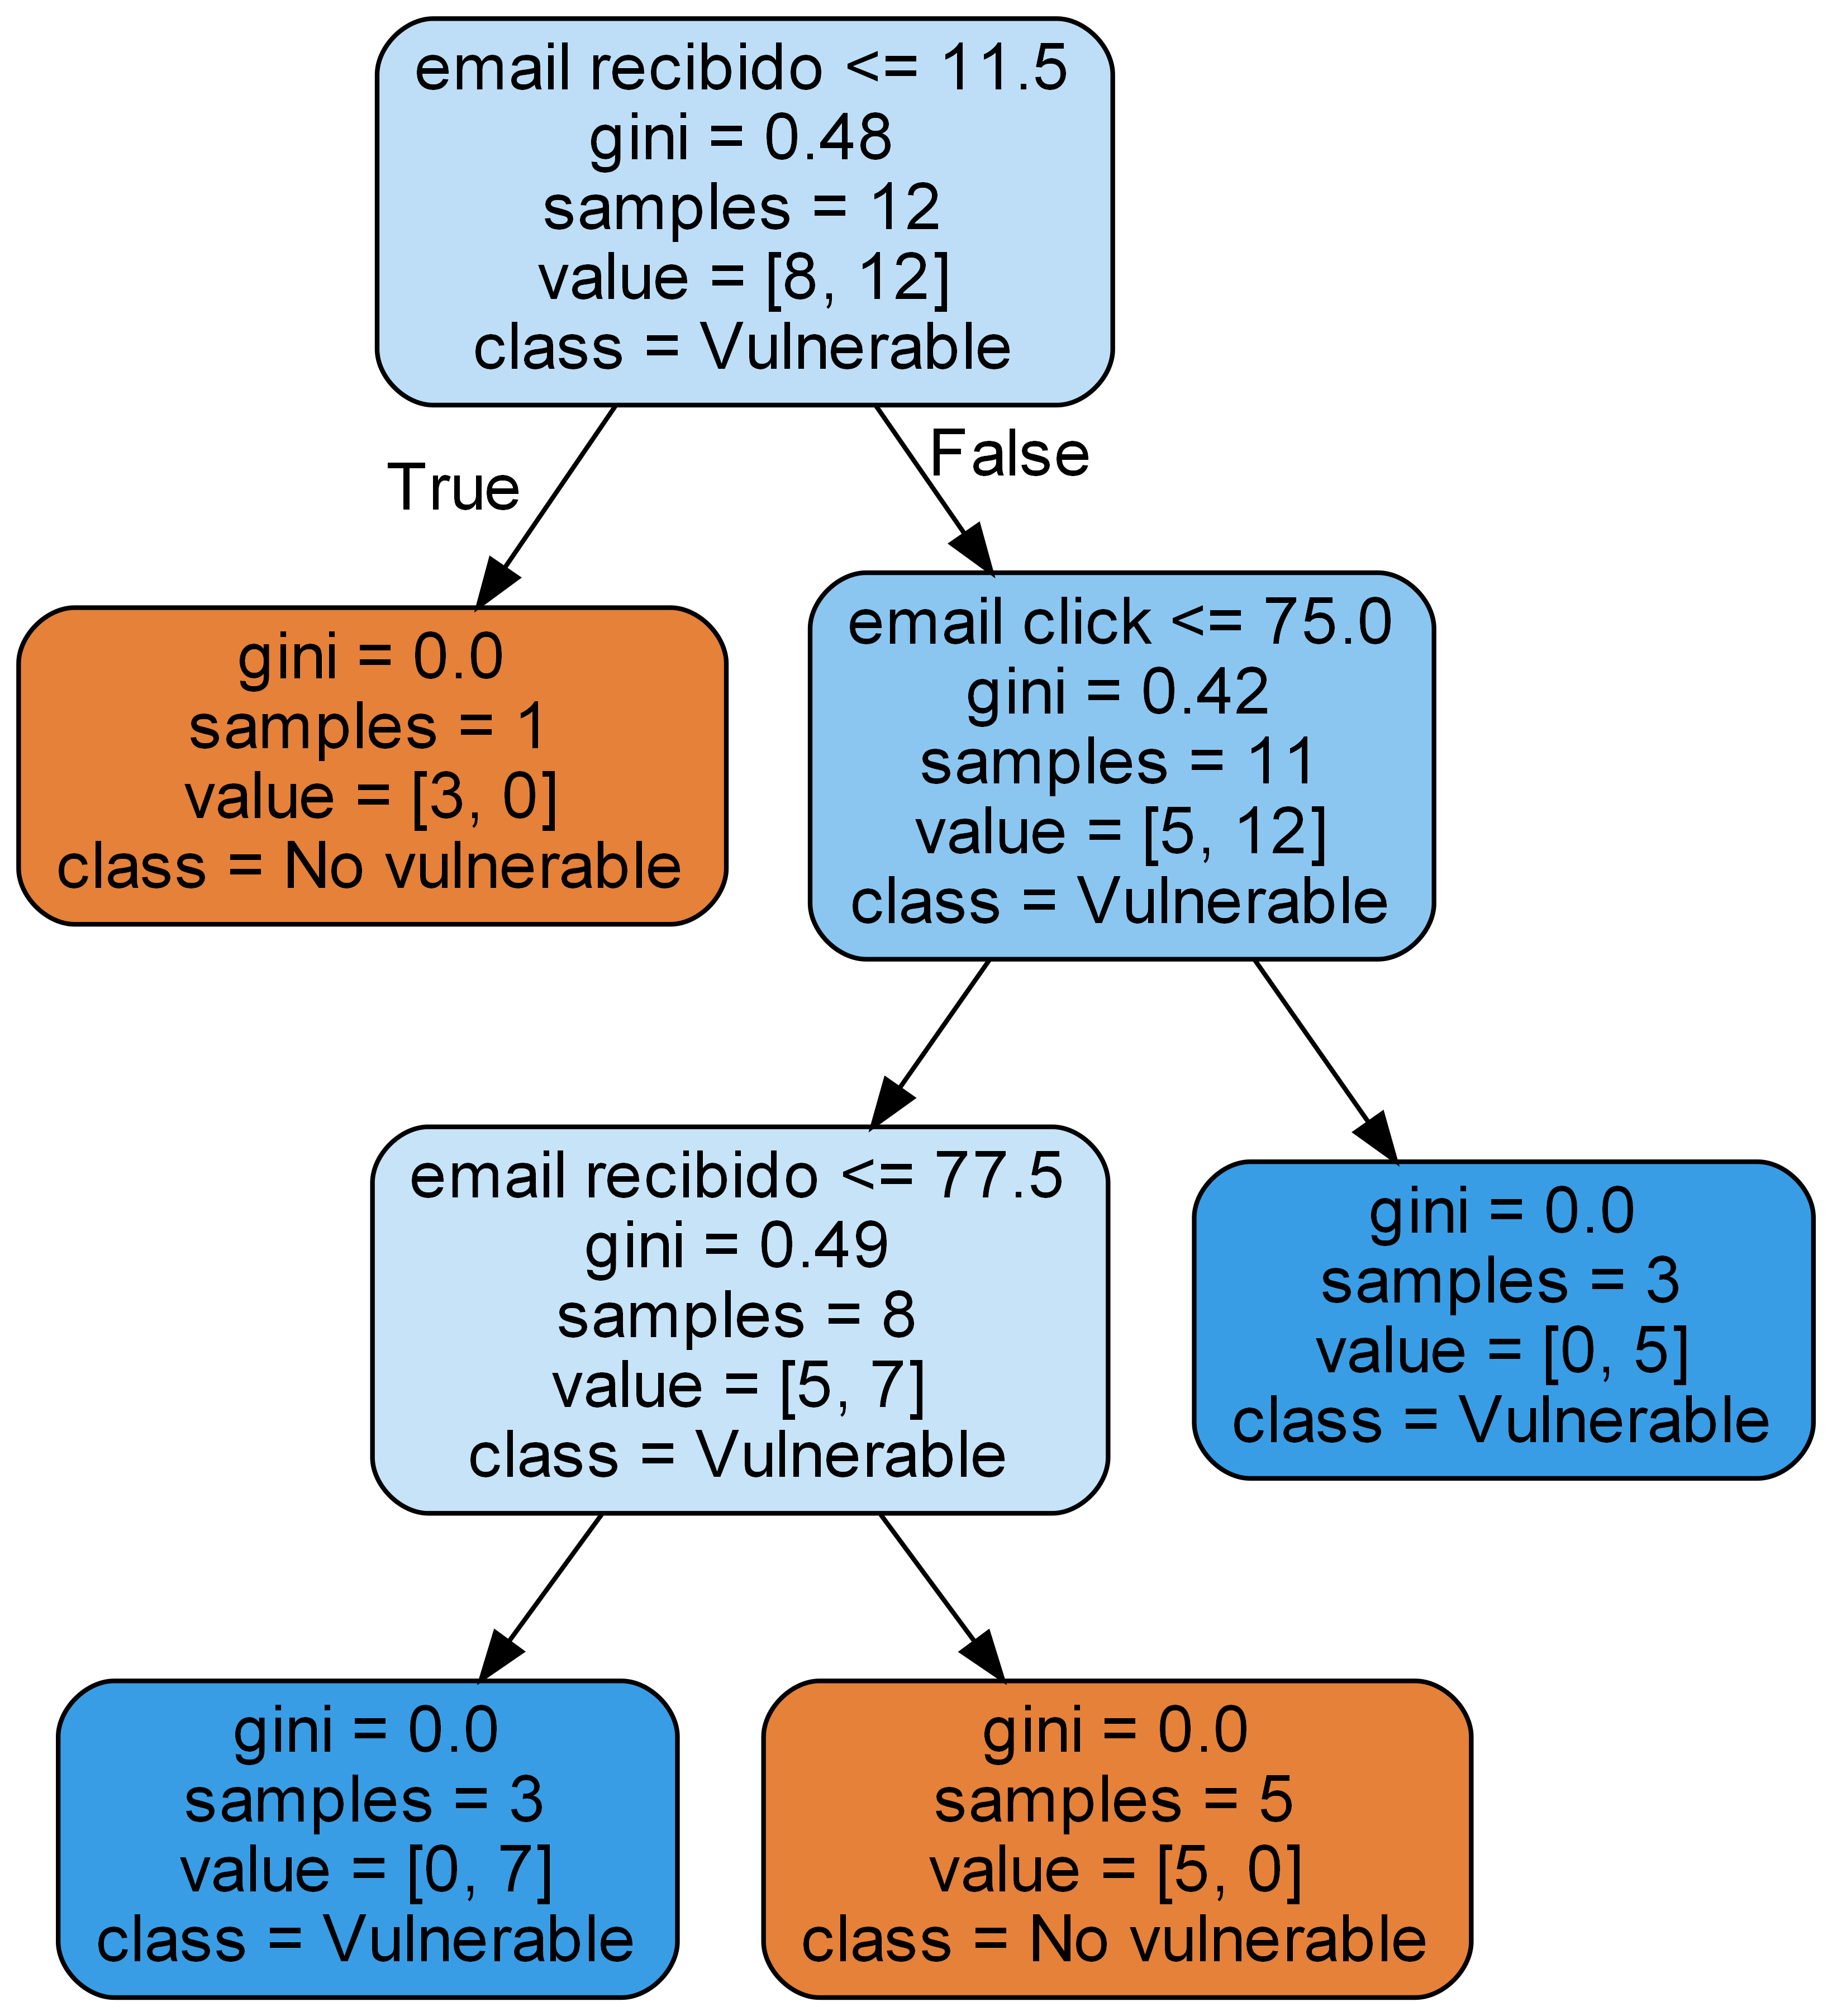 email recibido <= 11.5
gini = 0.48
samples = 12
value = [8, 12]
class = Vulnerable
True
False
gini = 0.0
samples = 1
value = [3, 0]
class = No vulnerable
email click <= 75.0
gini = 0.42
samples = 11
value = [5, 12]
class = Vulnerable
email recibido <= 77.5
gini = 0.49
samples = 8
value = [5, 7]
class = Vulnerable
gini = 0.0
samples = 3
value = [0, 5]
class = Vulnerable
gini = 0.0
samples = 3
value = [0, 7]
class = Vulnerable
gini = 0.0
samples = 5
value = [5, 0]
class = No vulnerable